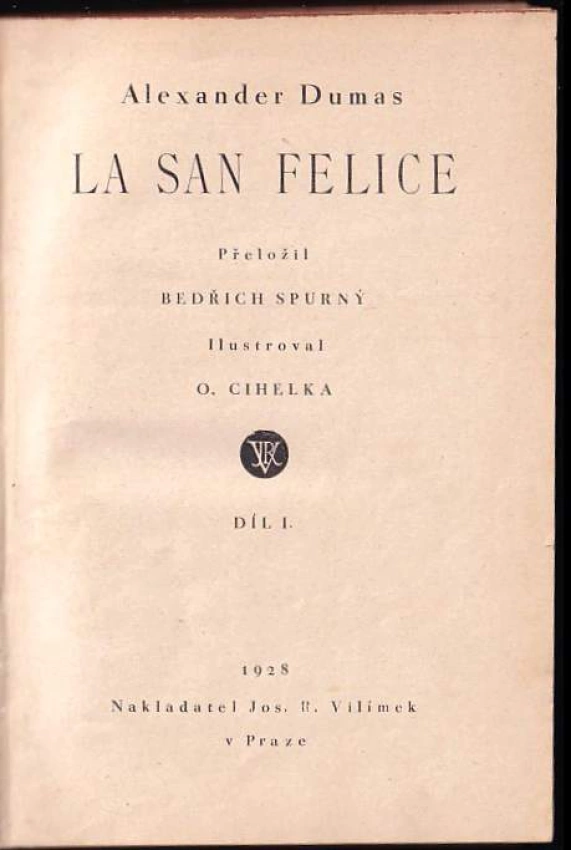 Alexander Dumas
LA SAN FELICE
Přeložil
BEDŘICH SPURNÝ
Ilustroval
O. CIHELKA
DÍL I.
1928
Nakladatel Jos. R. Vilímek
v Praze